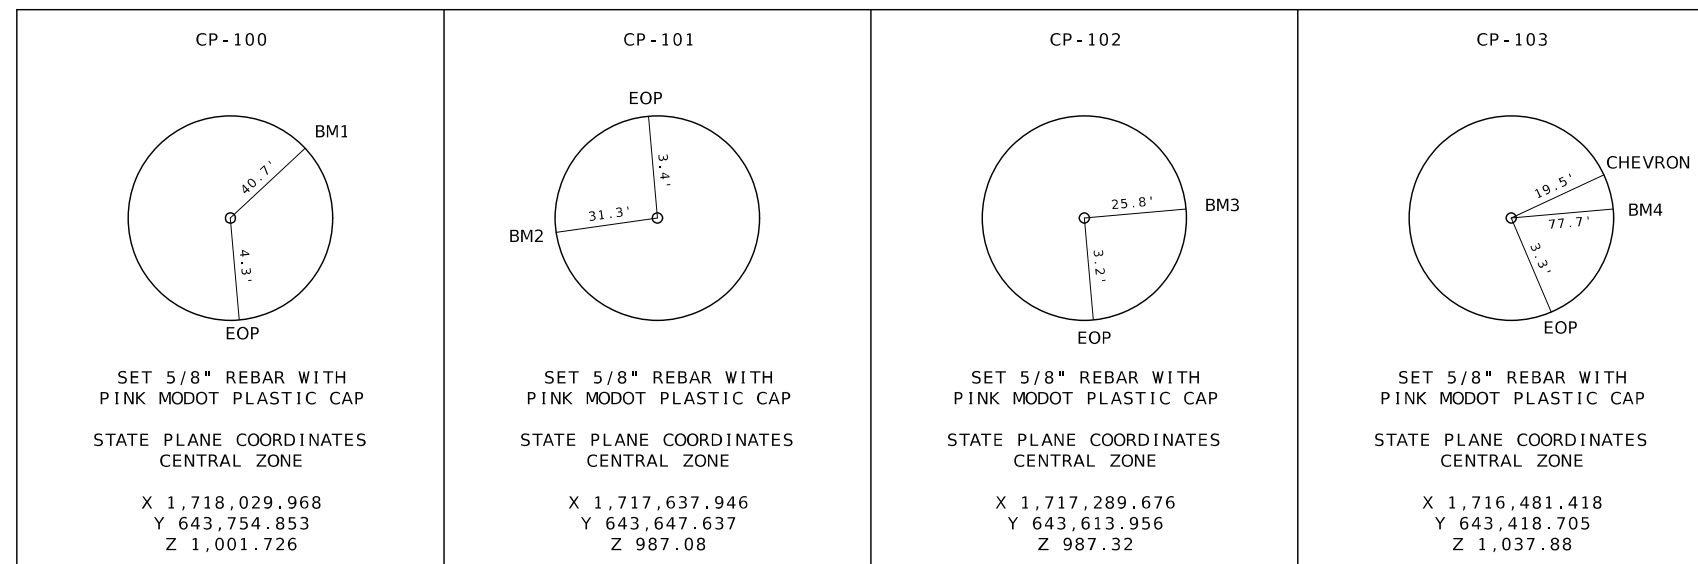 CP-100
BM1
40.7'
4.3'
EOP
SET 5/8" REBAR WITH
PINK MODOT PLASTIC CAP
STATE PLANE COORDINATES
CENTRAL ZONE
X 1,718,029.968
Y 643,754.853
Z 1,001.726
CP-101
EOP
3.4'
31.3'
BM2
SET 5/8" REBAR WITH
PINK MODOT PLASTIC CAP
STATE PLANE COORDINATES
CENTRAL ZONE
X 1,717,637.946
Y 643,647.637
Z 987.08
CP-102
25.8'
BM3
3.2'
EOP
SET 5/8" REBAR WITH
PINK MODOT PLASTIC CAP
STATE PLANE COORDINATES
CENTRAL ZONE
X 1,717,289.676
Y 643,613.956
Z 987.32
CP-103
CHEVRON
19.5'
BM4
77.7'
3.3'
EOP
SET 5/8" REBAR WITH
PINK MODOT PLASTIC CAP
STATE PLANE COORDINATES
CENTRAL ZONE
X 1,716,481.418
Y 643,418.705
Z 1,037.88